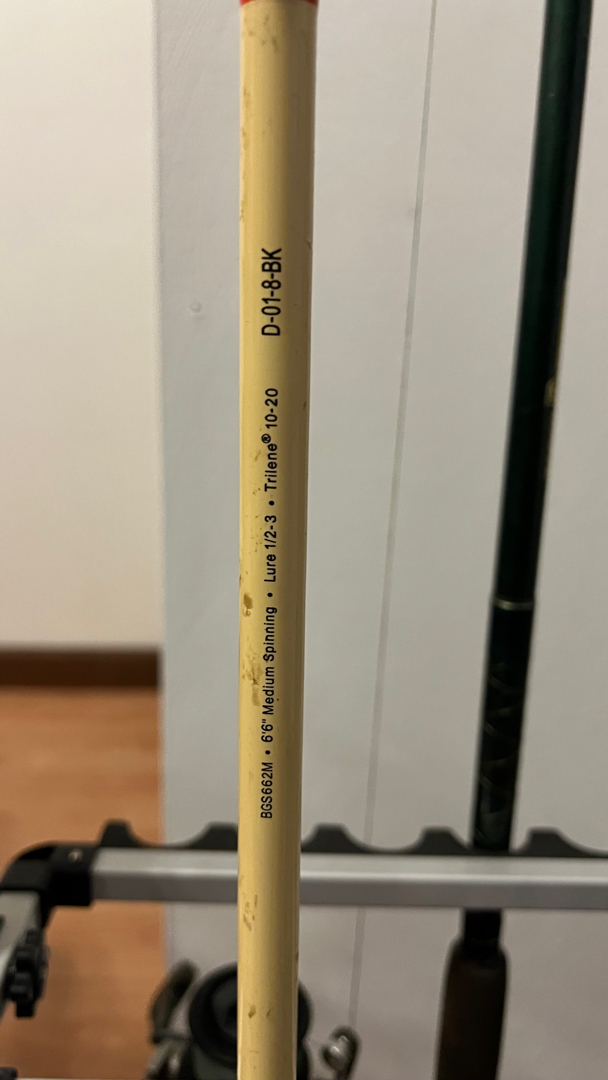 BGS662M • 6'6" Medium Spinning • Lure 1/2-3 • Trilene® 10-20 D-01-8-BK